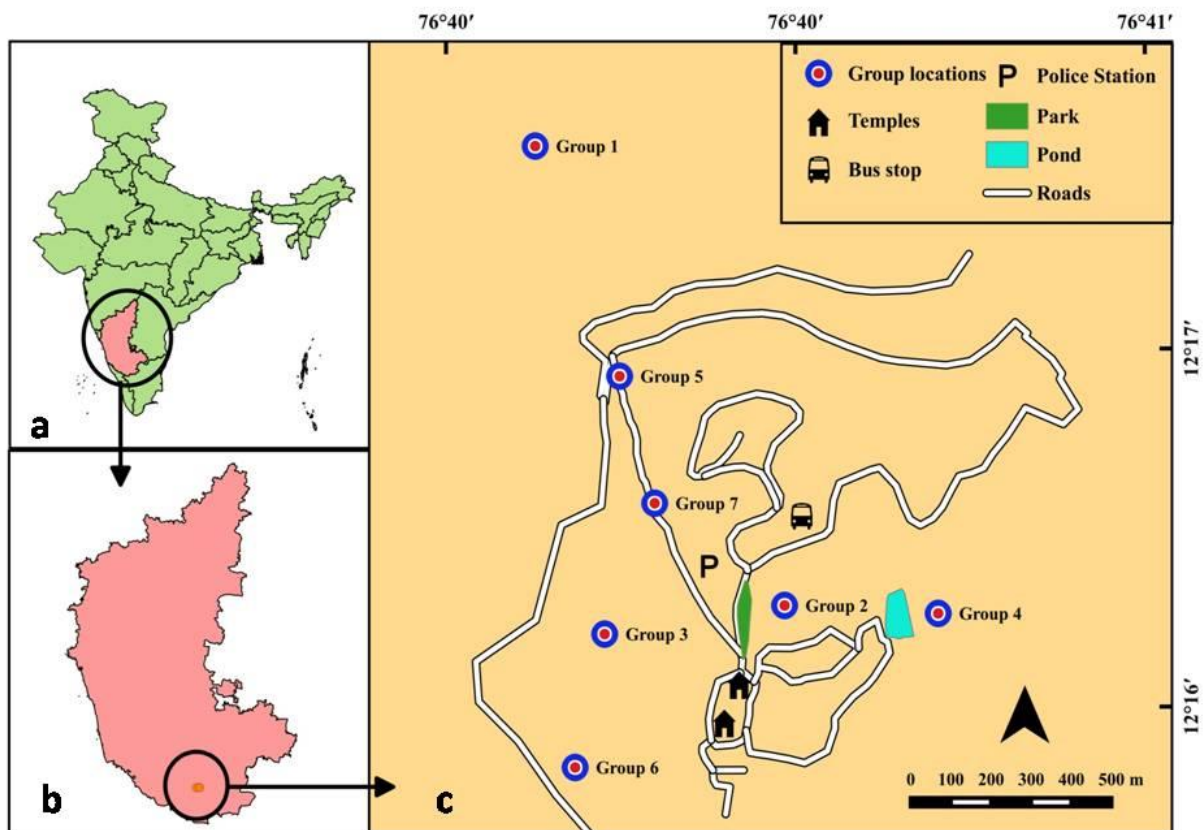 76°40′ 76°40′ 76°41′
Group locations
P Police Station
Temples
Park
Bus stop
Pond
Roads
Group 1
12°17′
Group 5
a
Group 7
P
Group 2
Group 4
Group 3
12°16′
Group 6
b
c
0 100 200 300 400 500 m